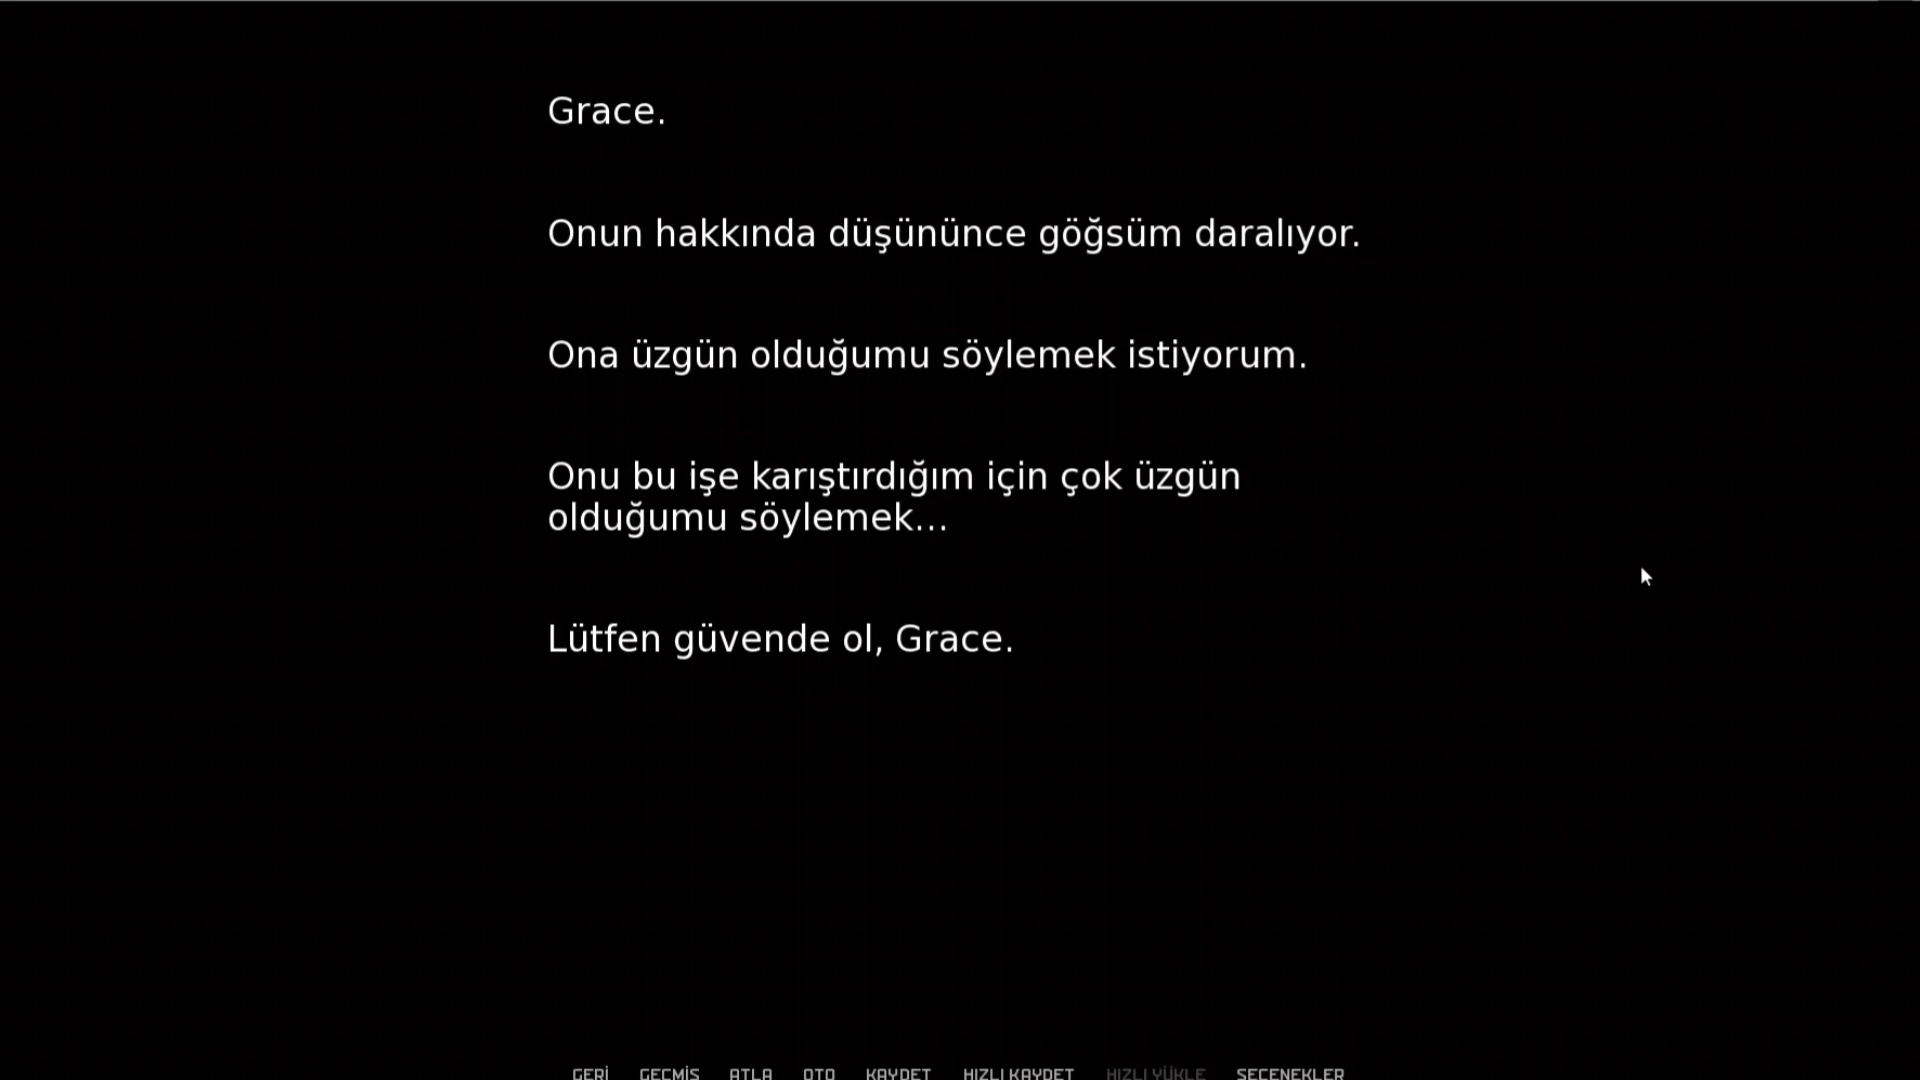 Grace.
Onun hakkında düşününce göğsüm daralıyor.
Ona üzgün olduğumu söylemek istiyorum.
Onu bu işe karıştırdığım için çok üzgün
olduğumu söylemek...
Lütfen güvende ol, Grace.
GERİ GEÇMİŞ ATLA OTO KAYDET HIZLI KAYDET HIZLI YÜKLE SEÇENEKLER